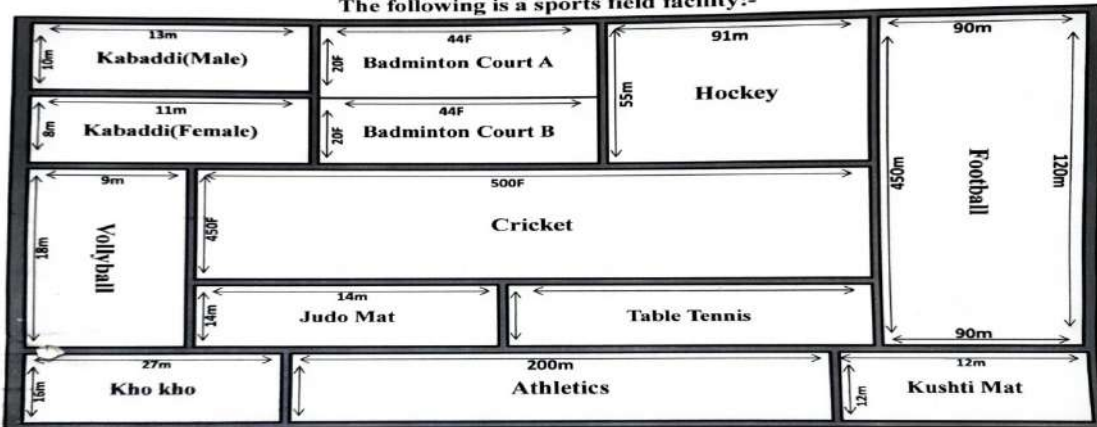 The following is a sports field facility:-
13m
10m
Kabaddi(Male)
44F
20F
Badminton Court A
91m
55m
Hockey
90m
450m
Football
120m
90m
11m
8m
Kabaddi(Female)
44F
20F
Badminton Court B
9m
18m
Vollyball
500F
450F
Cricket
14m
14m
Judo Mat
Table Tennis
27m
16m
Kho kho
200m
Athletics
12m
12m
Kushti Mat